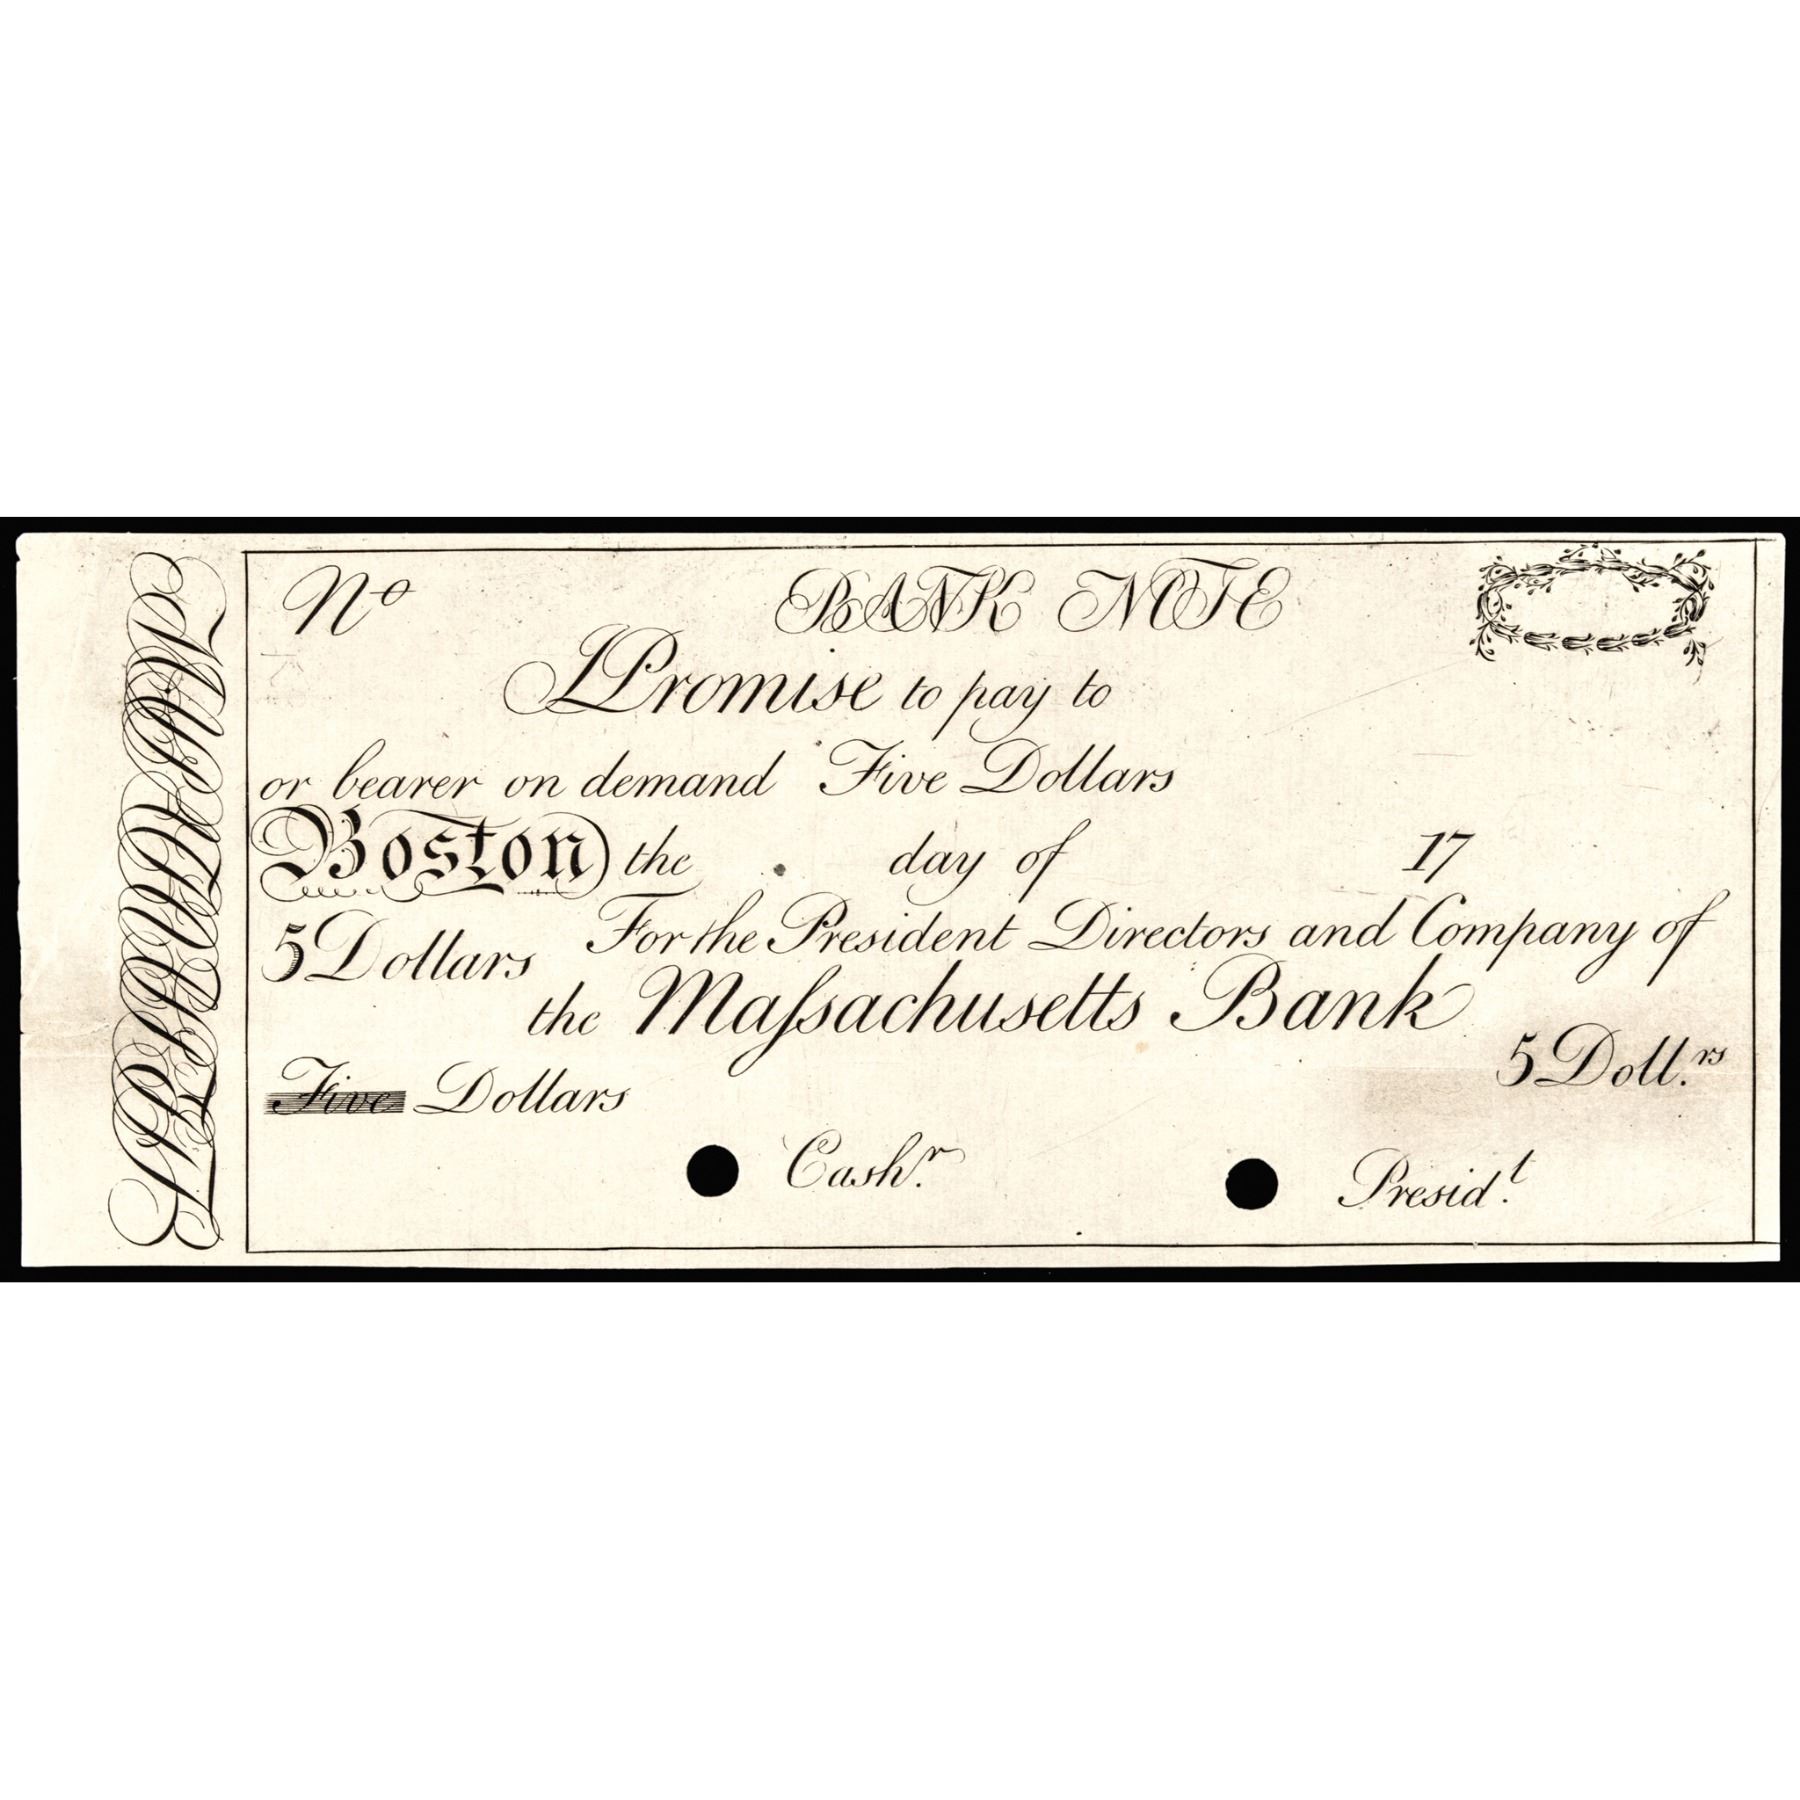 No
BANK NOTE
I Promise to pay to
or bearer on demand Five Dollars
Boston the day of 17
5 Dollars For the President Directors and Company of
the Maſsachusetts Bank
5 Doll.rs
Five Dollars
Cash.r
Presid.t